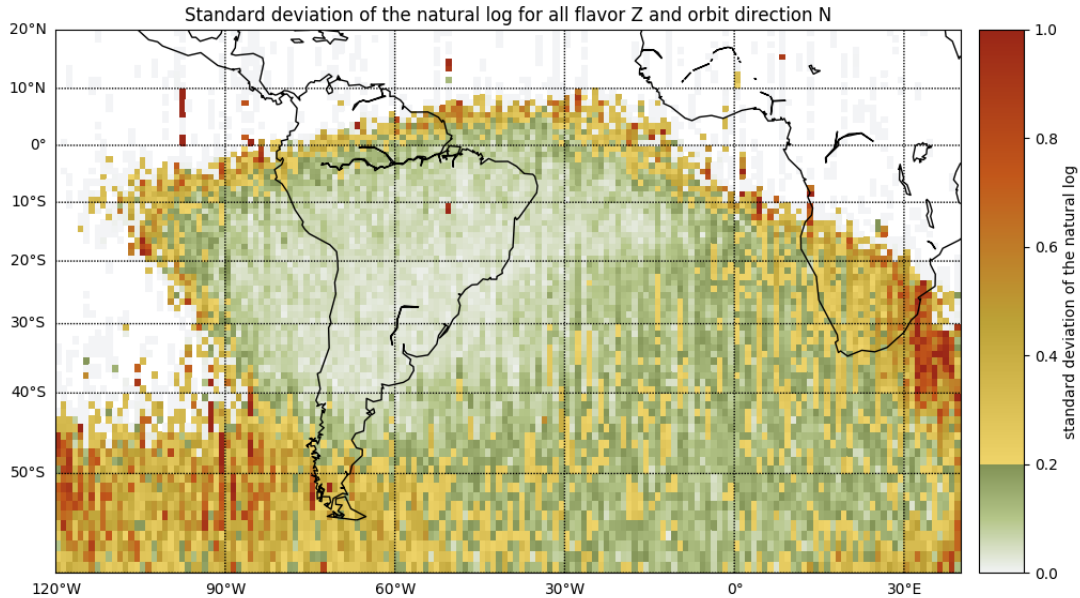 Standard deviation of the natural log for all flavor Z and orbit direction N
20°N
10°N
0°
10°S
20°S
30°S
40°S
50°S
120°W
90°W
60°W
30°W
0°
30°E
1.0
0.8
0.6
0.4
0.2
0.0
standard deviation of the natural log